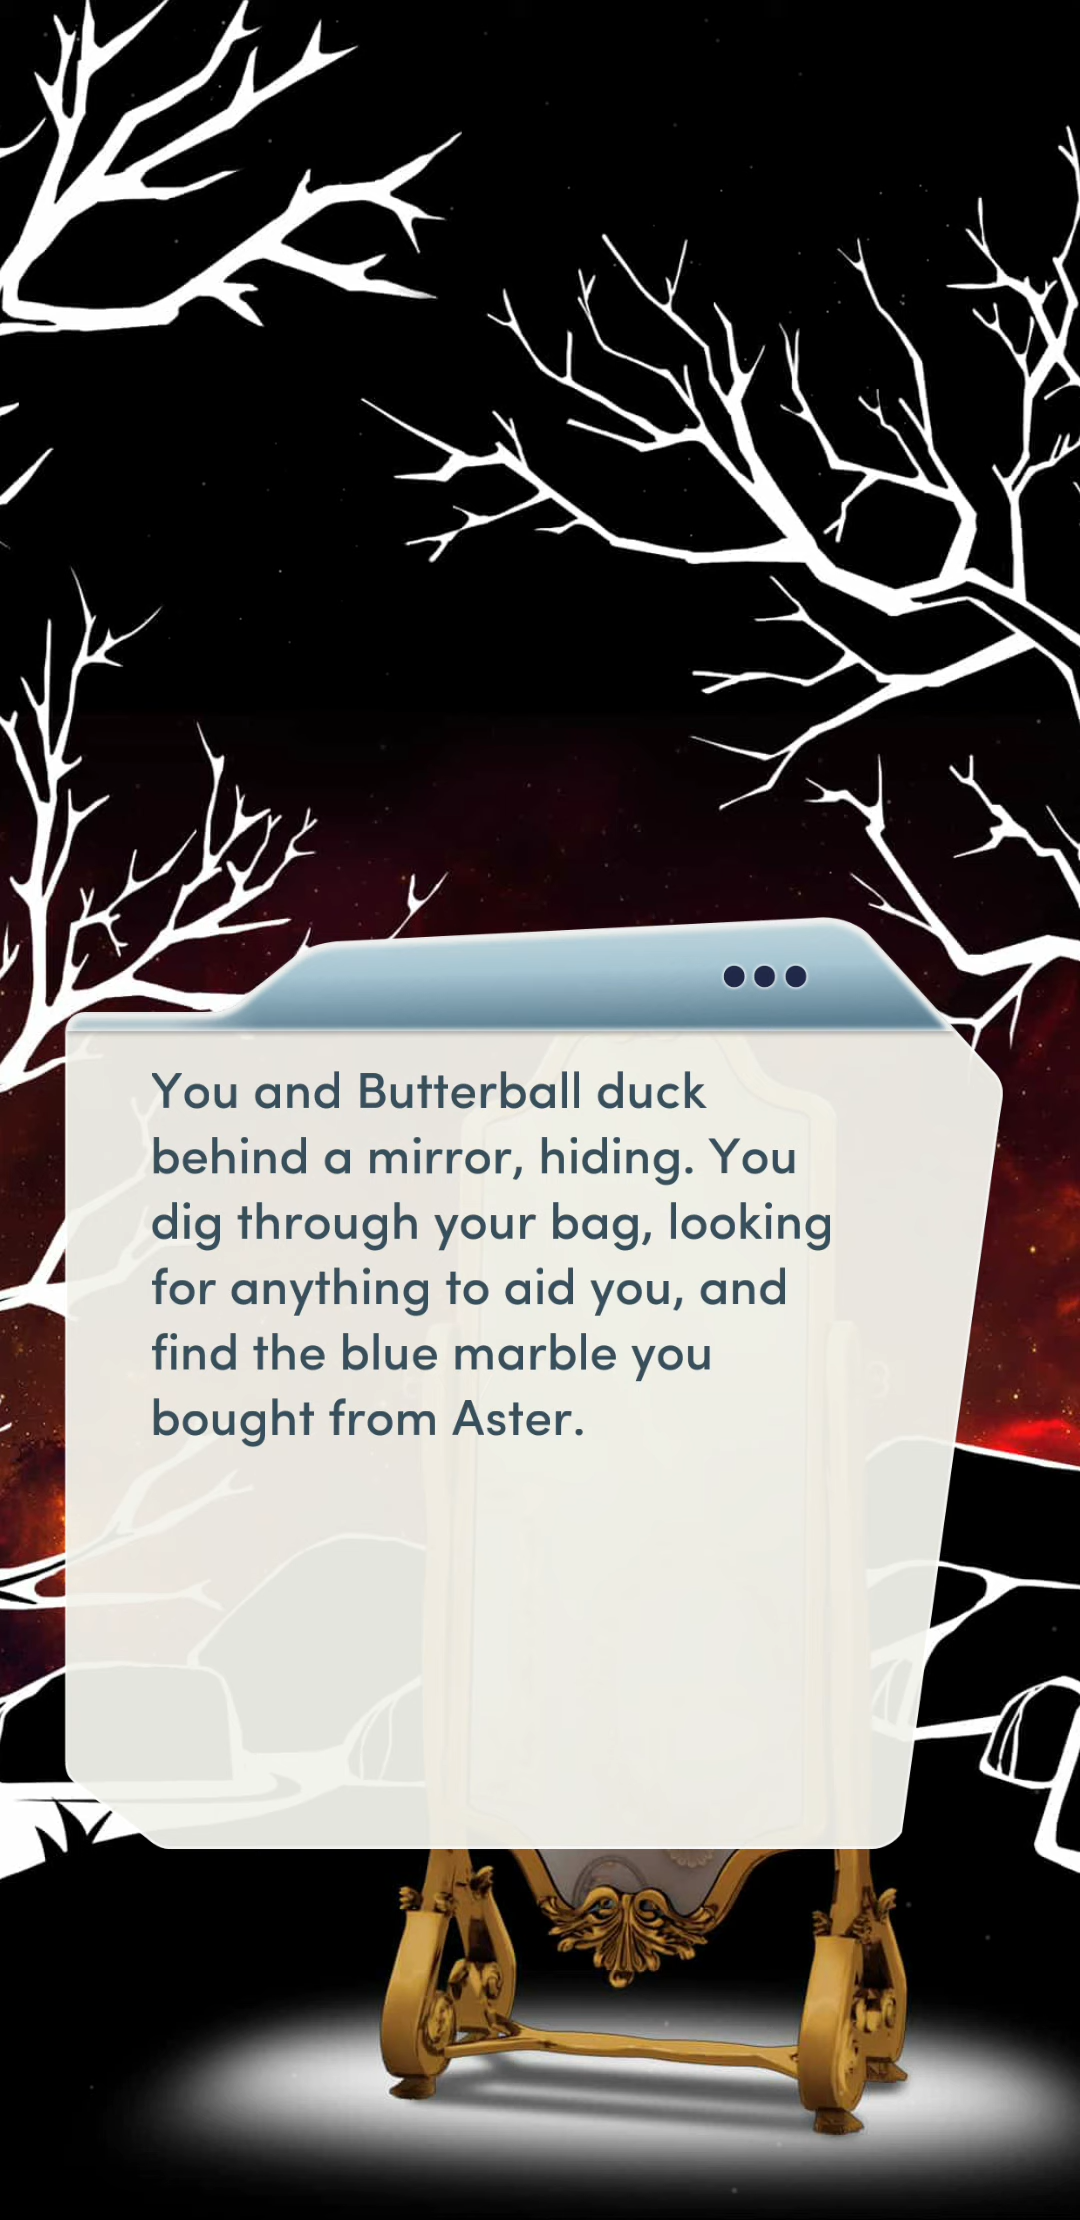 You and Butterball duck
behind a mirror, hiding. You
dig through your bag, looking
for anything to aid you, and
find the blue marble you
bought from Aster.